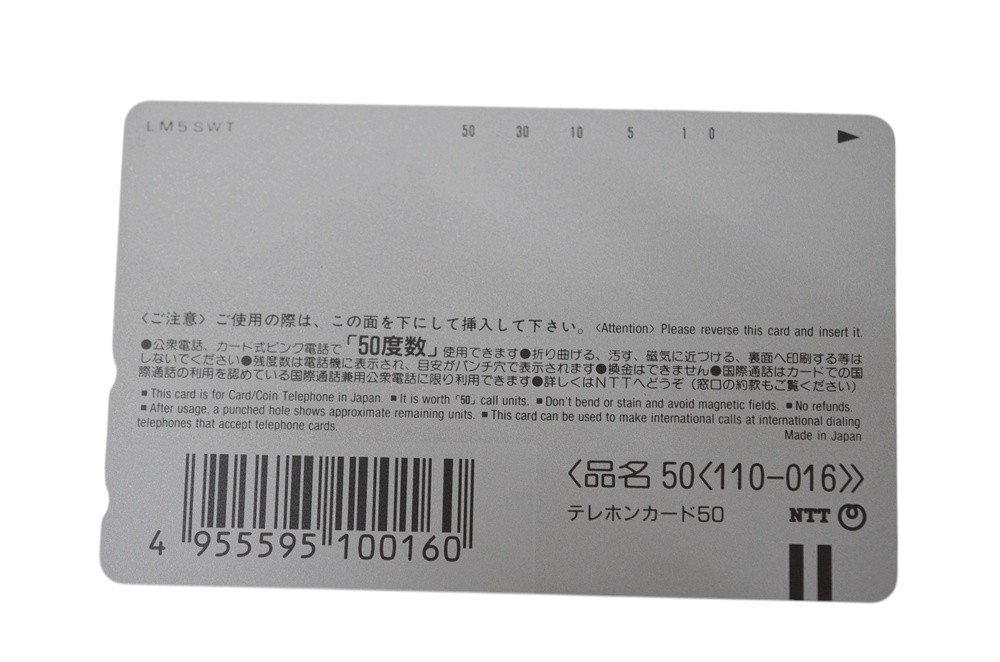 LM5SWT 50 30 10 5 1 0 ▶
〈ご注意〉ご使用の際は、この面を下にして挿入して下さい。〈Attention〉Please reverse this card and insert it.
●公衆電話、カード式ピンク電話で「50度数」使用できます●折り曲げる、汚す、磁気に近づける、裏面へ印刷する等は
しないでください●残度数は電話機に表示され、目安がパンチ穴で表示されます●換金はできません●国際通話はカードでの国
際通話の利用を認めている国際通話兼用公衆電話に限り利用できます●詳しくはNTTへどうぞ（窓口の約款もご覧ください）
■ This card is for Card/Coin Telephone in Japan. ■ It is worth「50」call units. ■ Don't bend or stain and avoid magnetic fields. ■ No refunds.
■ After usage, a punched hole shows approximate remaining units. ■ This card can be used to make international calls at international dialing
telephones that accept telephone cards.
Made in Japan
〈品名 50〈110-016〉〉
テレホンカード50 NTT
4 955595 100160